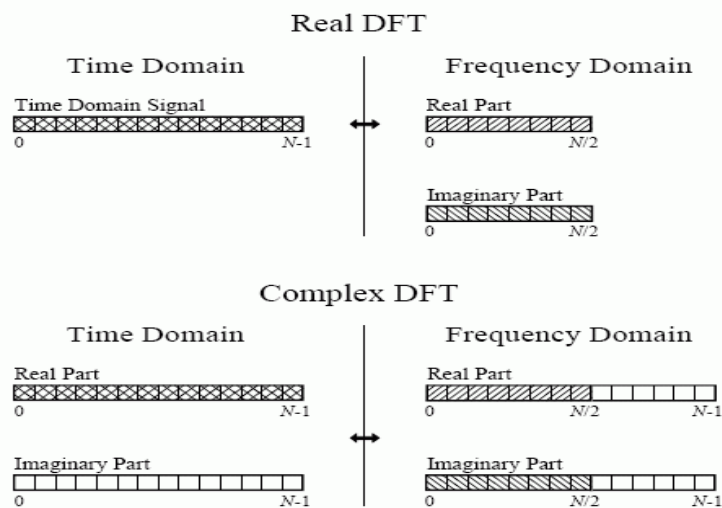 Real DFT
Time Domain
Frequency Domain
Time Domain Signal
0 N-1
Real Part
0 N/2
Imaginary Part
0 N/2
Complex DFT
Time Domain
Frequency Domain
Real Part
0 N-1
Real Part
0 N/2 N-1
Imaginary Part
0 N-1
Imaginary Part
0 N/2 N-1